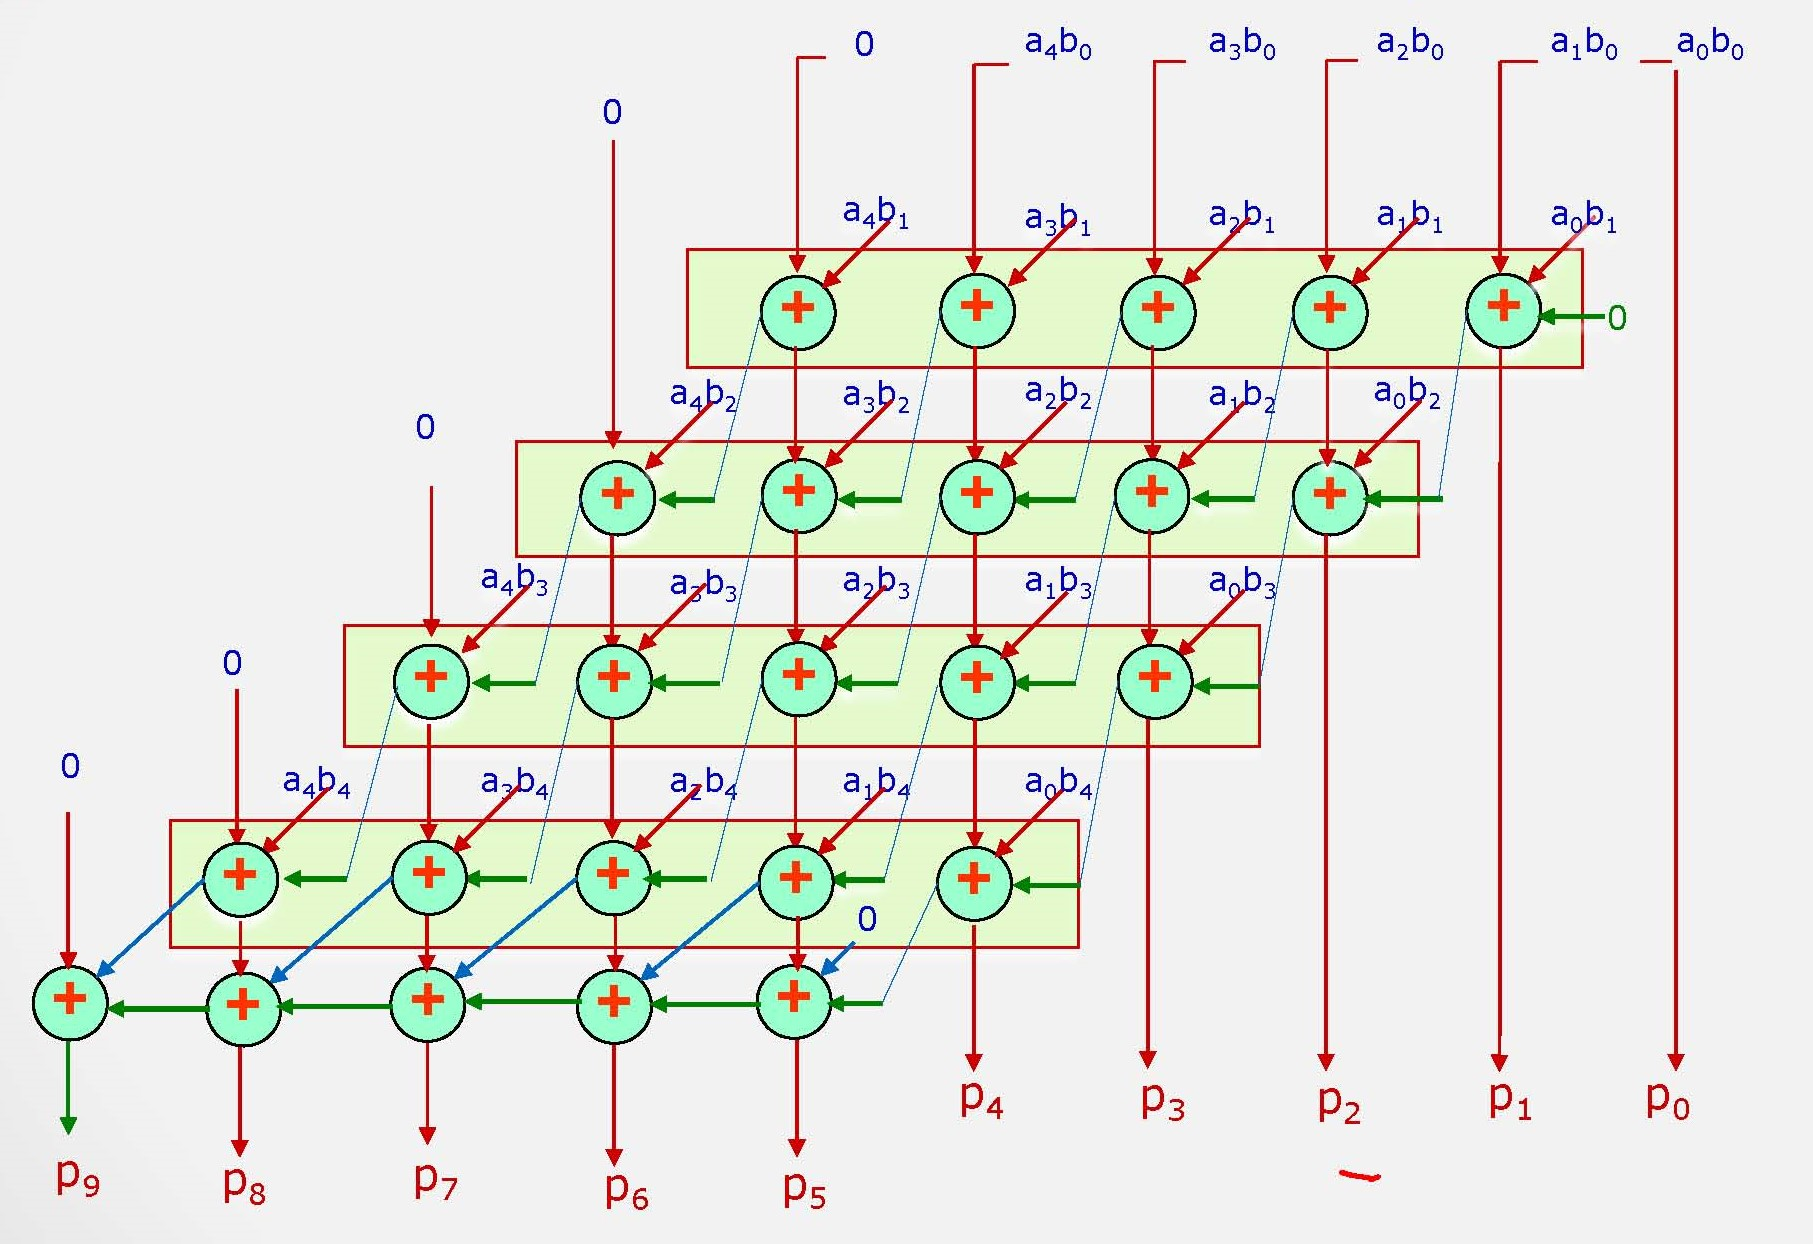 0 a₄b₀ a₃b₀ a₂b₀ a₁b₀ a₀b₀
0
a₄b₁ a₃b₁ a₂b₁ a₁b₁ a₀b₁
+ + + + + 0
a₄b₂ a₃b₂ a₂b₂ a₁b₂ a₀b₂
0
+ + + + +
a₄b₃ a₃b₃ a₂b₃ a₁b₃ a₀b₃
0
+ + + + +
0
a₄b₄ a₃b₄ a₂b₄ a₁b₄ a₀b₄
+ + + + +
0
+ + + + +
p₄ p₃ p₂ p₁ p₀
p₉ p₈ p₇ p₆ p₅